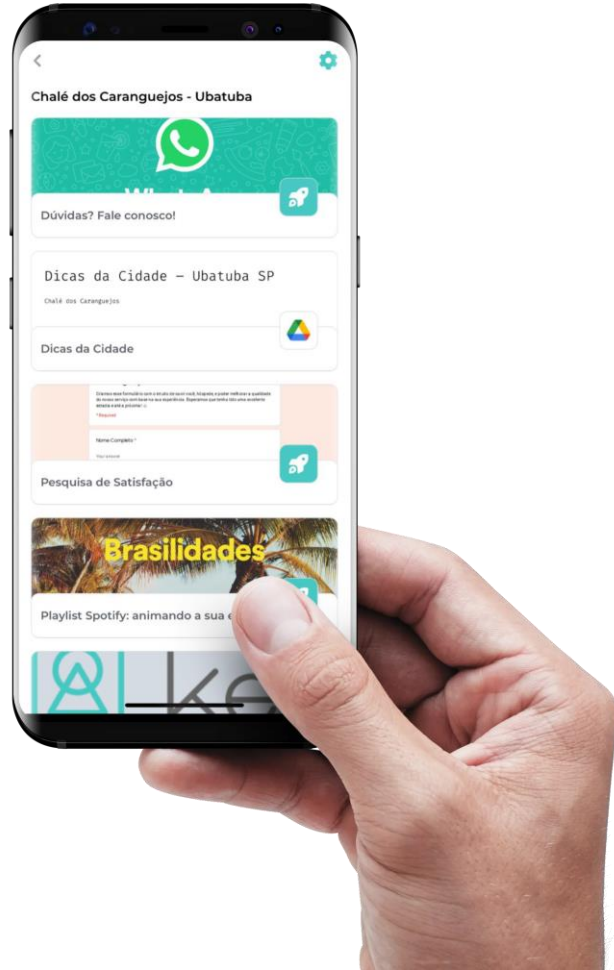 Chalé dos Caranguejos - Ubatuba
Dúvidas? Fale conosco!
Dicas da Cidade – Ubatuba SP
Chalé dos Caranguejos
Dicas da Cidade
* Required
Nome Completo *
Pesquisa de Satisfação
Brasilidades
Playlist Spotify: animando a sua e